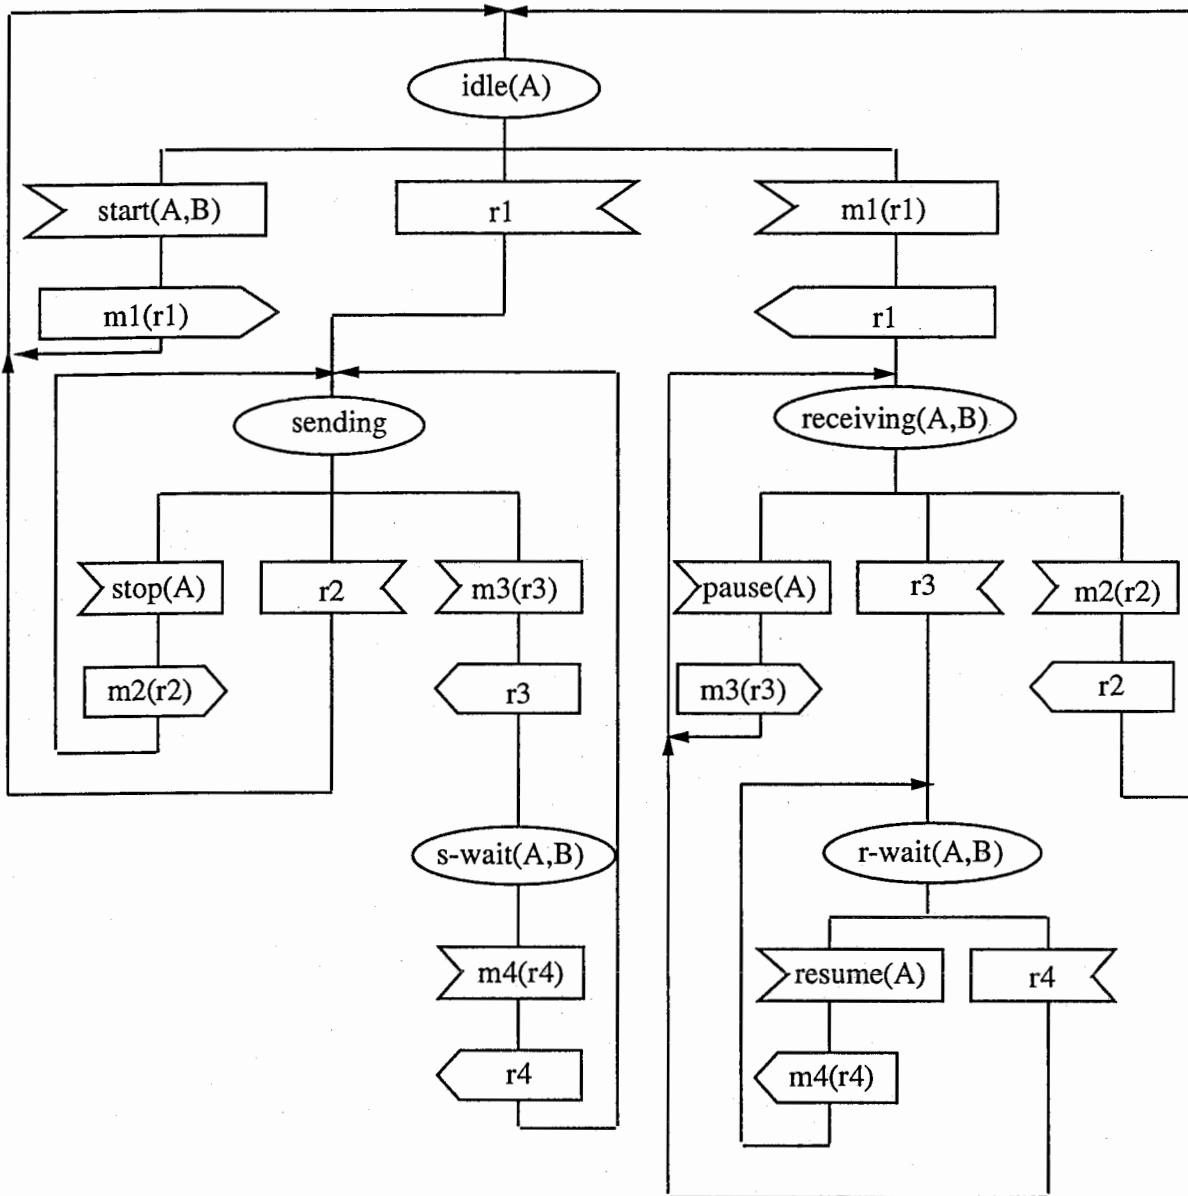 idle(A)
start(A,B)
r1
m1(r1)
m1(r1)
r1
sending
receiving(A,B)
stop(A)
r2
m3(r3)
pause(A)
r3
m2(r2)
m2(r2)
r3
m3(r3)
r2
s-wait(A,B)
r-wait(A,B)
m4(r4)
resume(A)
r4
r4
m4(r4)